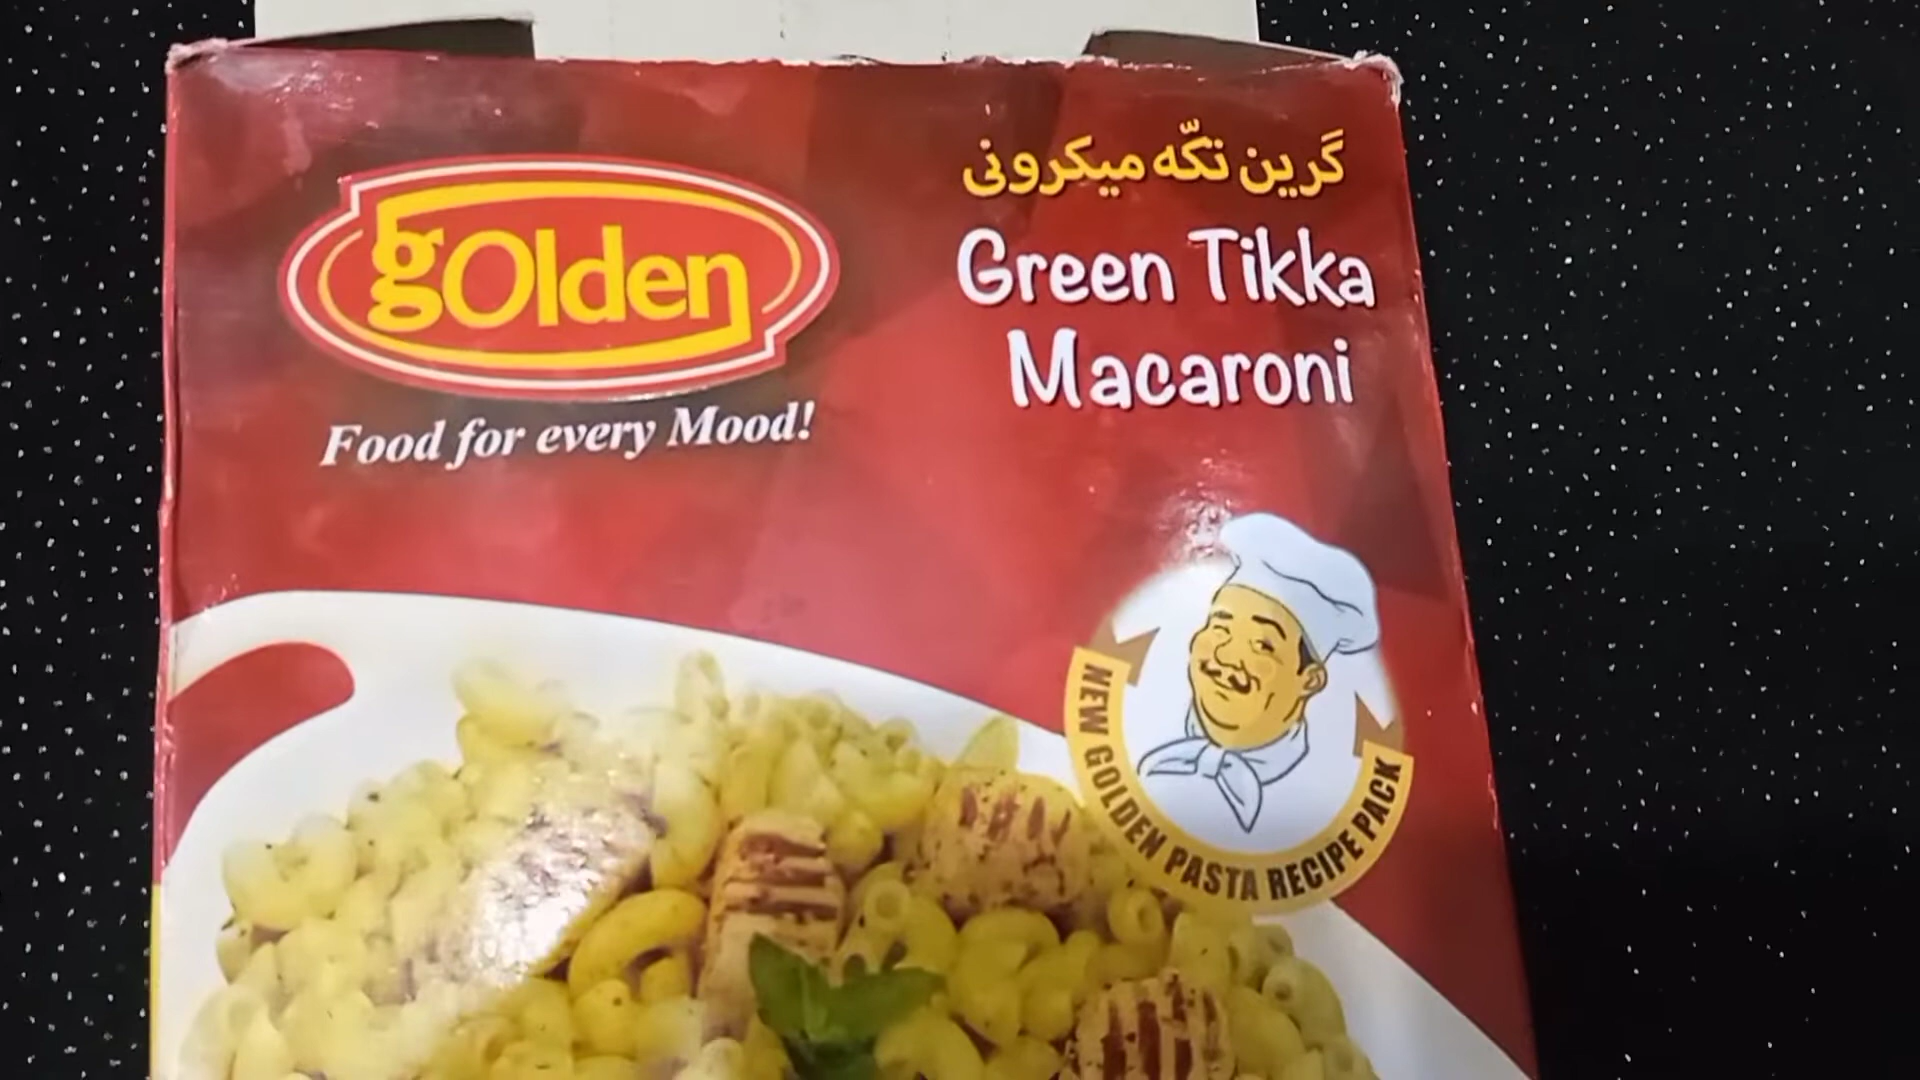 golden
Food for every Mood!
گرین تکّہ میکرونی
Green Tikka
Macaroni
NEW GOLDEN PASTA RECIPE PACK